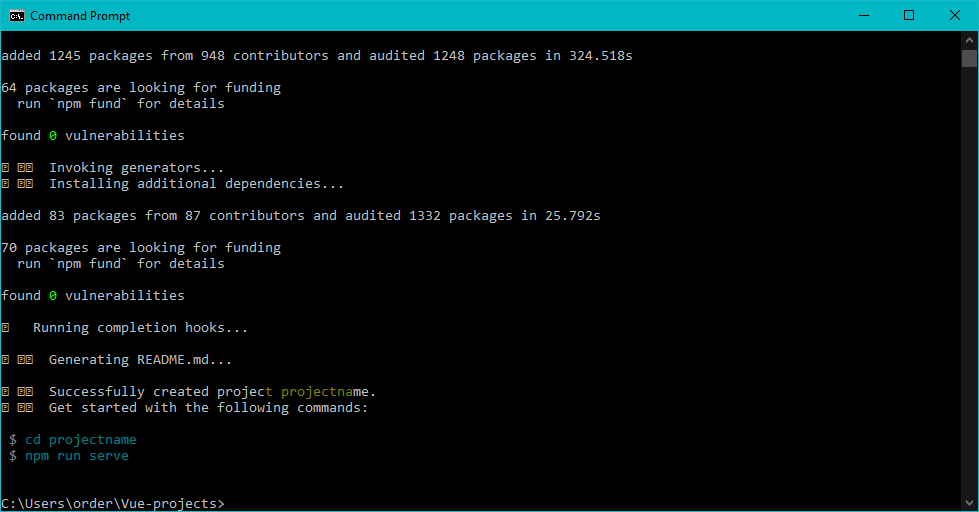 Command Prompt
added 1245 packages from 948 contributors and audited 1248 packages in 324.518s
64 packages are looking for funding
  run `npm fund` for details
found 0 vulnerabilities
Invoking generators...
Installing additional dependencies...
added 83 packages from 87 contributors and audited 1332 packages in 25.792s
70 packages are looking for funding
  run `npm fund` for details
found 0 vulnerabilities
Running completion hooks...
Generating README.md...
Successfully created project projectname.
Get started with the following commands:
$ cd projectname
$ npm run serve
C:\Users\order\Vue-projects>